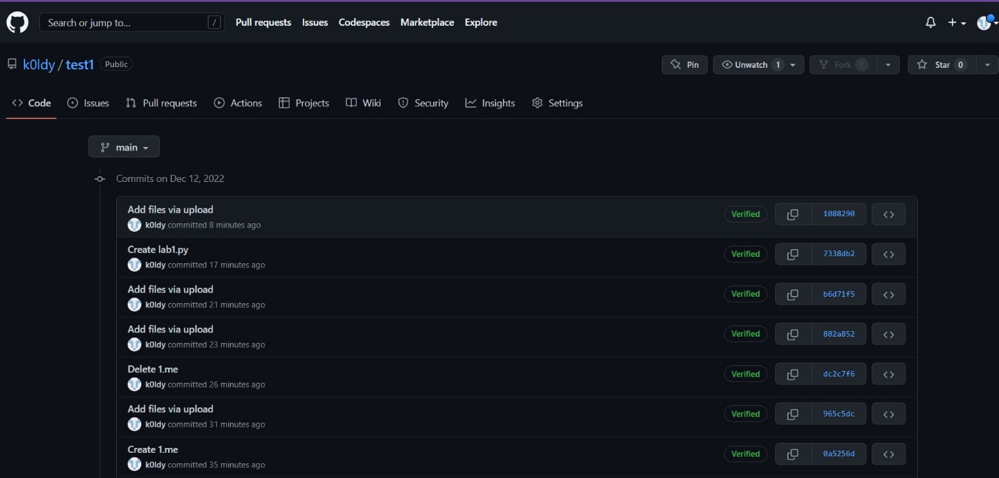 Search or jump to... / Pull requests Issues Codespaces Marketplace Explore
k0ldy / test1 Public Pin Unwatch 1 Fork 1 Star 0
Code Issues Pull requests Actions Projects Wiki Security Insights Settings
main
Commits on Dec 12, 2022
Add files via upload
k0ldy committed 8 minutes ago Verified 1088290
Create lab1.py
k0ldy committed 17 minutes ago Verified 7338db2
Add files via upload
k0ldy committed 21 minutes ago Verified b6d71f5
Add files via upload
k0ldy committed 23 minutes ago Verified 802a852
Delete 1.me
k0ldy committed 26 minutes ago Verified dc2c7f6
Add files via upload
k0ldy committed 31 minutes ago Verified 965c5dc
Create 1.me
k0ldy committed 35 minutes ago Verified 0a5256d